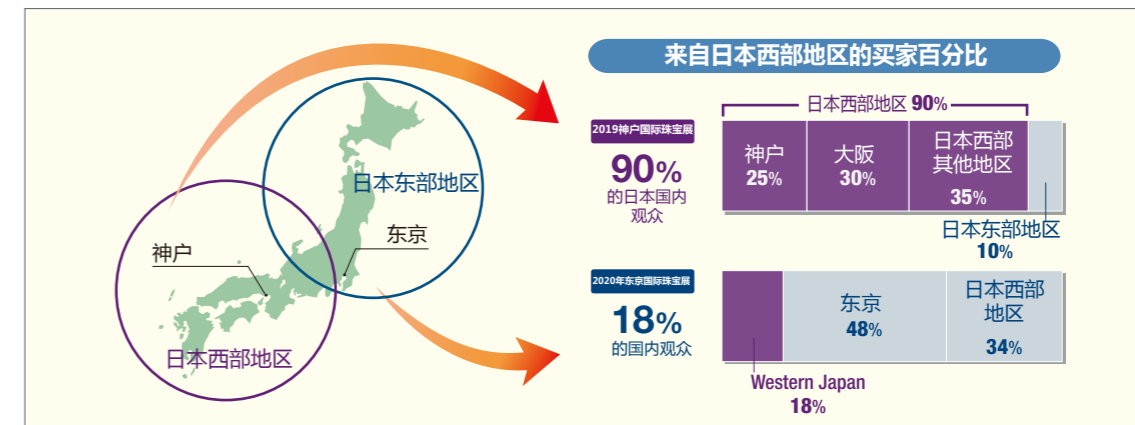 来自日本西部地区的买家百分比
日本东部地区
东京
神户
日本西部地区
2019神户国际珠宝展
90%
的日本国内
观众
日本西部地区 90%
神户
25%
大阪
30%
日本西部
其他地区
35%
日本东部地区
10%
2020年东京国际珠宝展
18%
的国内观众
东京
48%
日本西部
地区
34%
Western Japan
18%